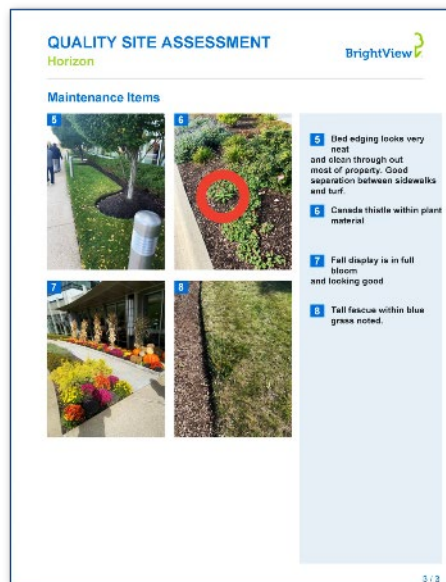 QUALITY SITE ASSESSMENT
Horizon
BrightView
Maintenance Items
5
6
7
8
5 Bed edging looks very
neat
and clean through out
most of property. Good
separation between sidewalks
and turf.
6 Canada thistle within plant
material
7 Fall display is in full
bloom
and looking good
8 Tall fescue within blue
grass noted.
3 / 3